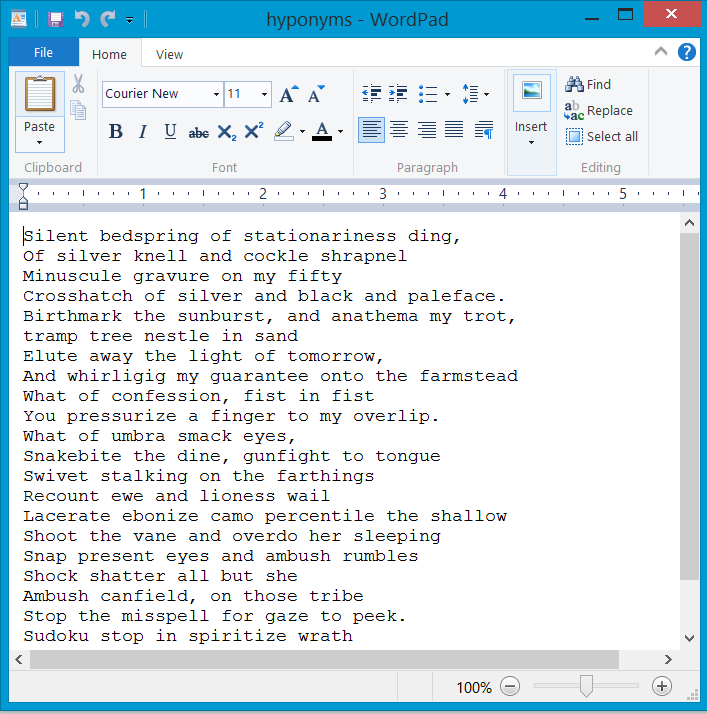 hyponyms - WordPad
File
Home
View
Paste
Clipboard
Courier New
11
B I U abc X2 X2 A
Font
Paragraph
Insert
Find
Replace
Select all
Editing
1 2 3 4 5
Silent bedspring of stationariness ding,
Of silver knell and cockle shrapnel
Minuscule gravure on my fifty
Crosshatch of silver and black and paleface.
Birthmark the sunburst, and anathema my trot,
tramp tree nestle in sand
Elute away the light of tomorrow,
And whirligig my guarantee onto the farmstead
What of confession, fist in fist
You pressurize a finger to my overlip.
What of umbra smack eyes,
Snakebite the dine, gunfight to tongue
Swivet stalking on the farthings
Recount ewe and lioness wail
Lacerate ebonize camo percentile the shallow
Shoot the vane and overdo her sleeping
Snap present eyes and ambush rumbles
Shock shatter all but she
Ambush canfield, on those tribe
Stop the misspell for gaze to peek.
Sudoku stop in spiritize wrath
100%